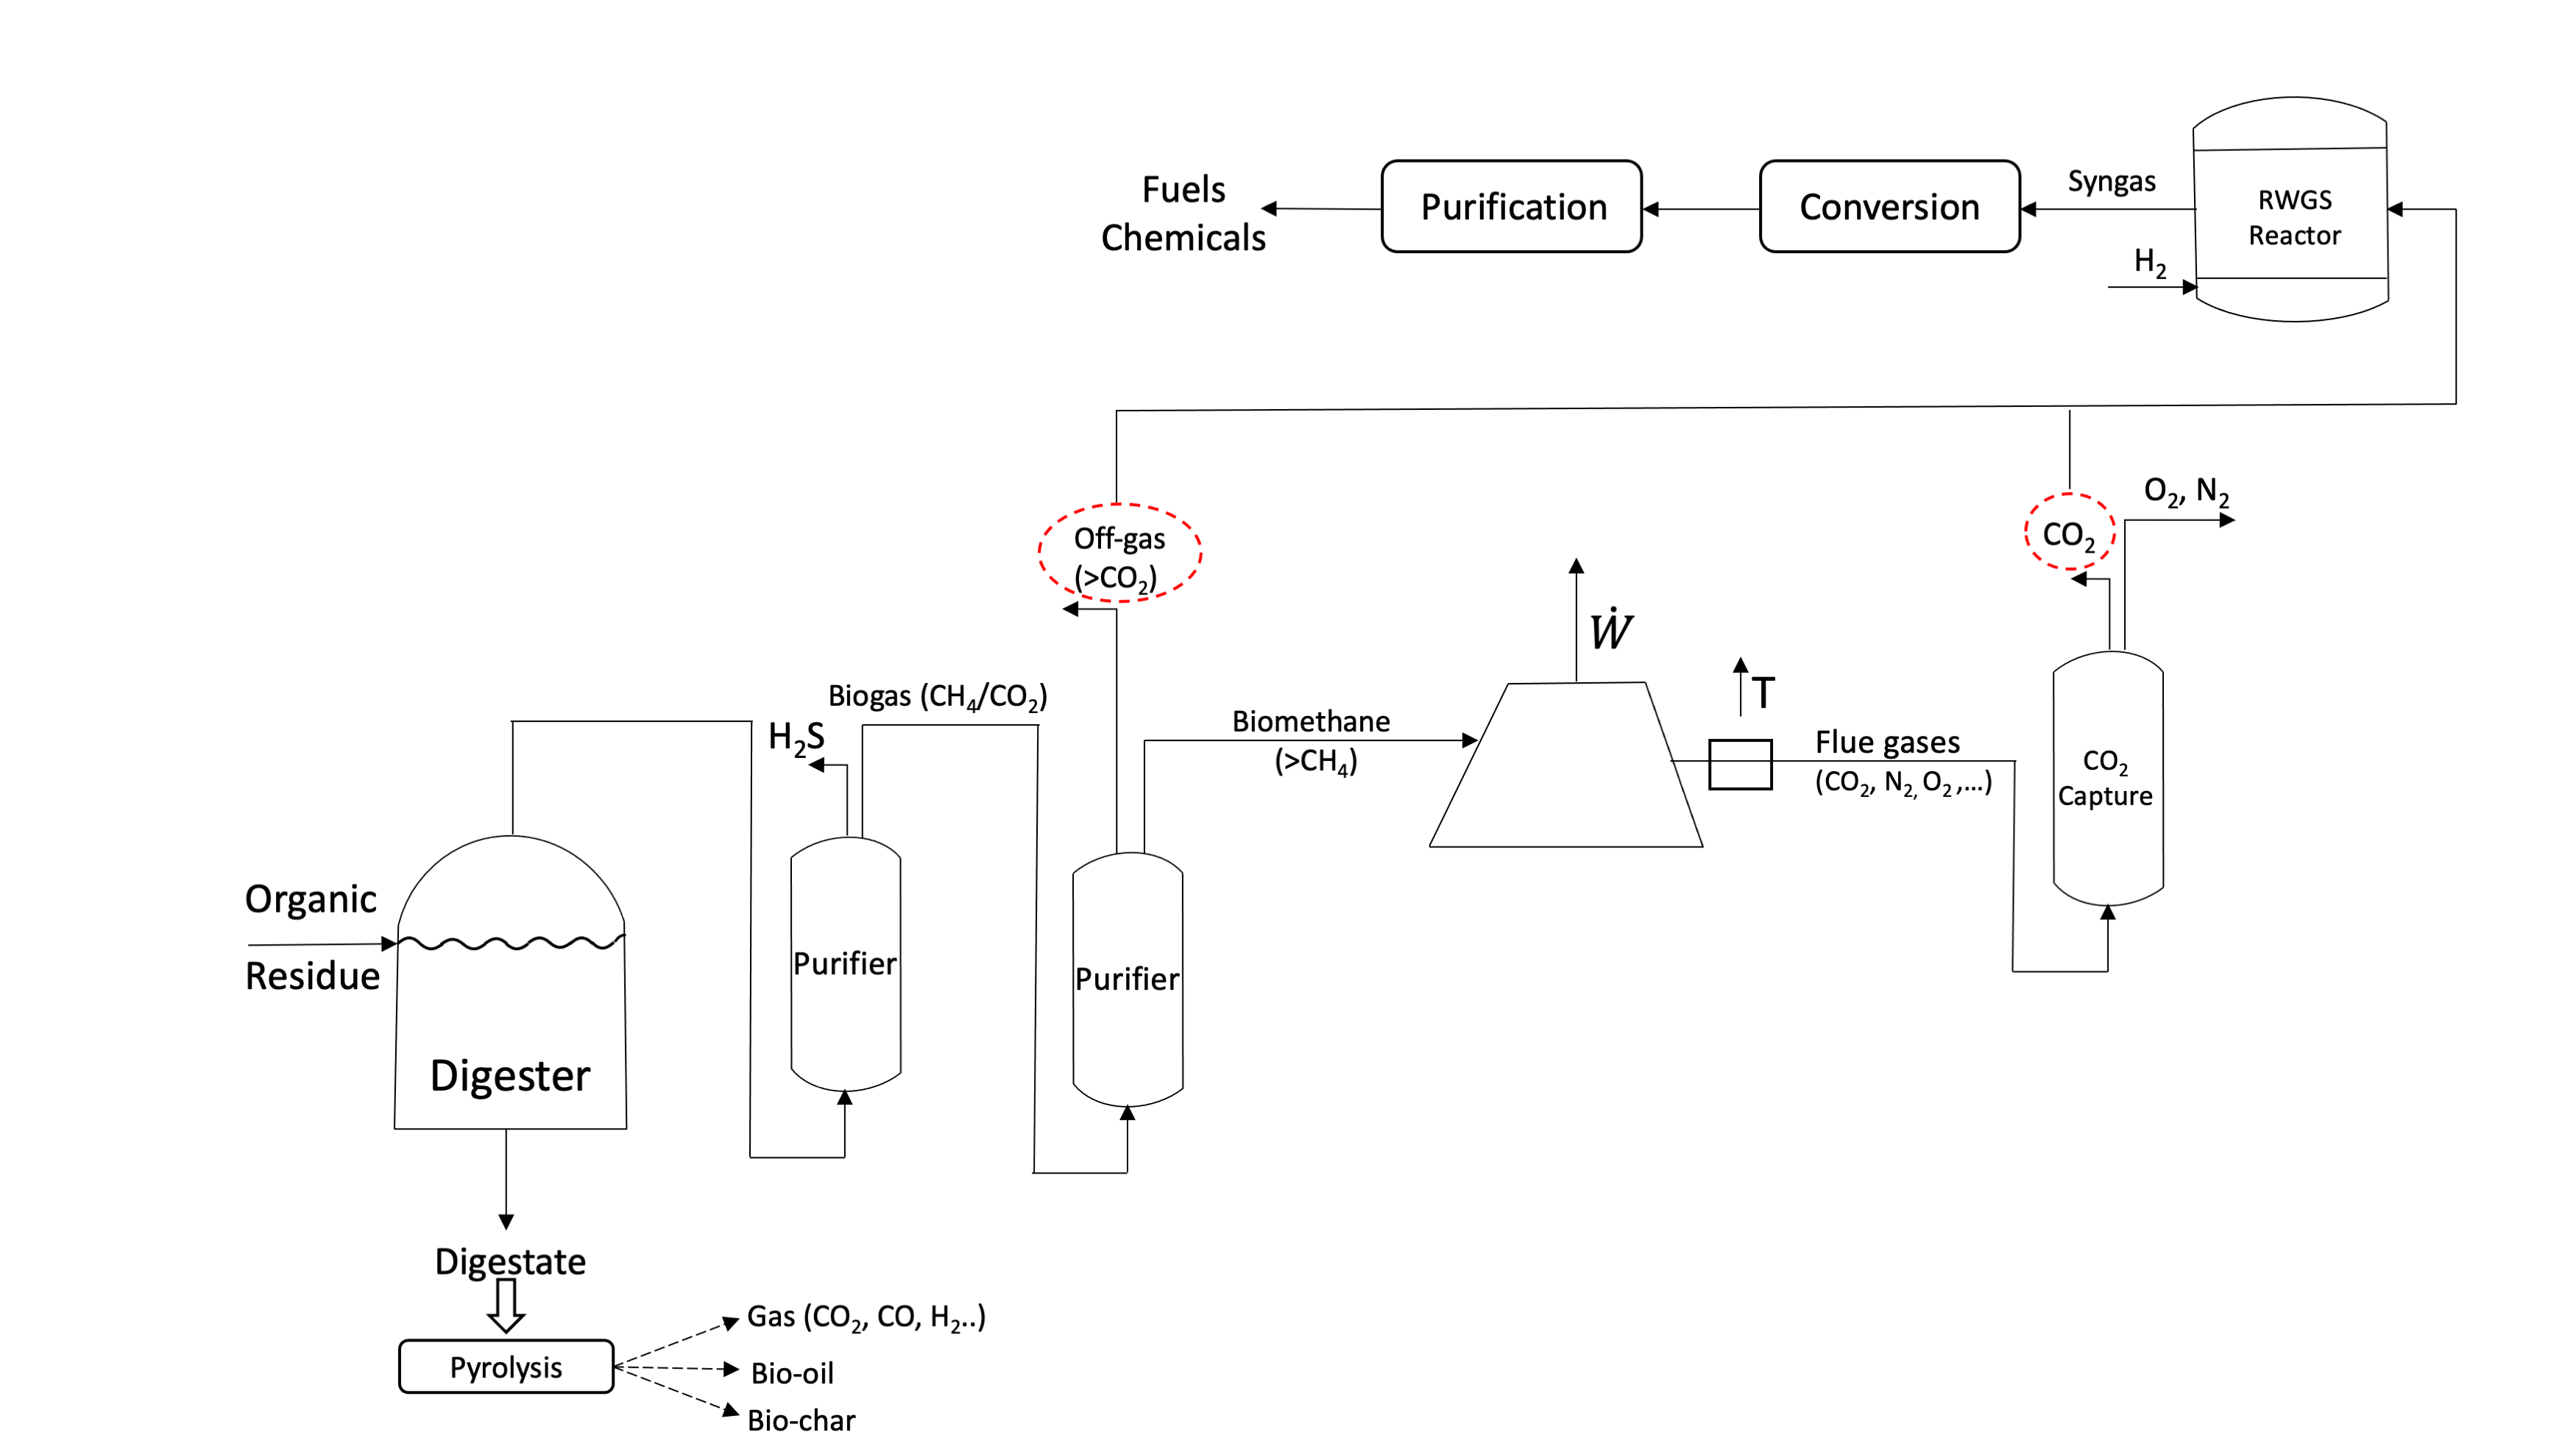 Fuels
Chemicals
Purification
Conversion
Syngas
H₂
RWGS
Reactor
Off-gas
(>CO₂)
CO₂
O₂, N₂
Ẇ
T
Biogas (CH₄/CO₂)
H₂S
Biomethane
(>CH₄)
Flue gases
(CO₂, N₂, O₂,...)
CO₂
Capture
Organic
Residue
Purifier
Purifier
Digester
Digestate
Pyrolysis
Gas (CO₂, CO, H₂..)
Bio-oil
Bio-char